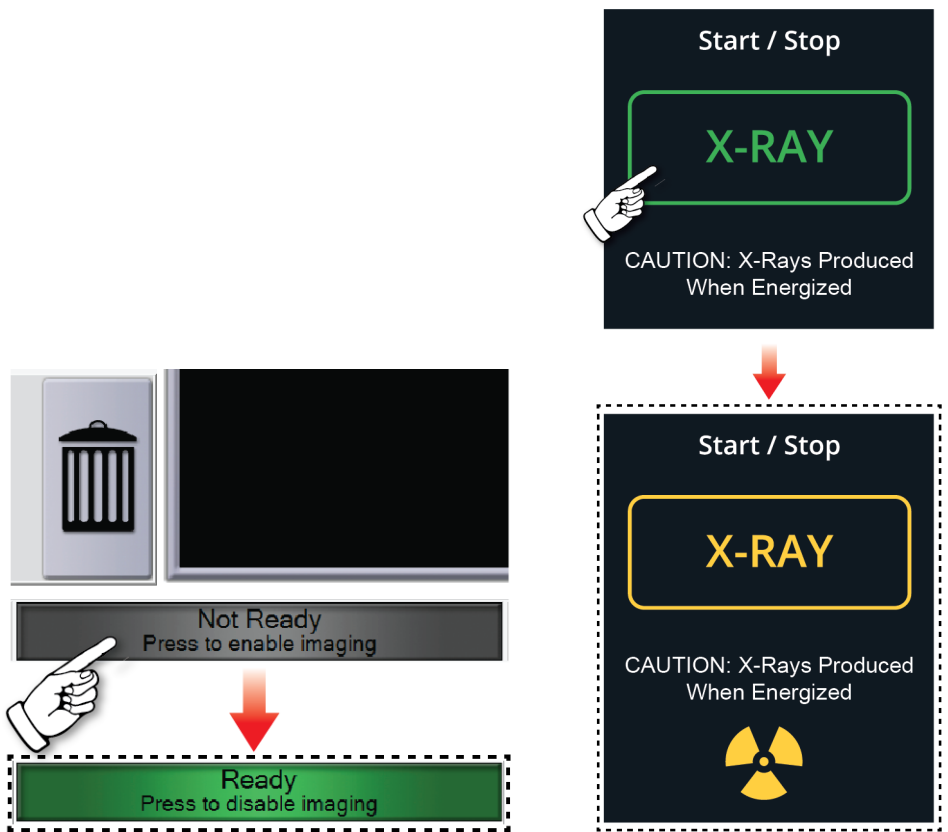 Start / Stop
X-RAY
CAUTION: X-Rays Produced
When Energized
Not Ready
Press to enable imaging
Ready
Press to disable imaging
Start / Stop
X-RAY
CAUTION: X-Rays Produced
When Energized